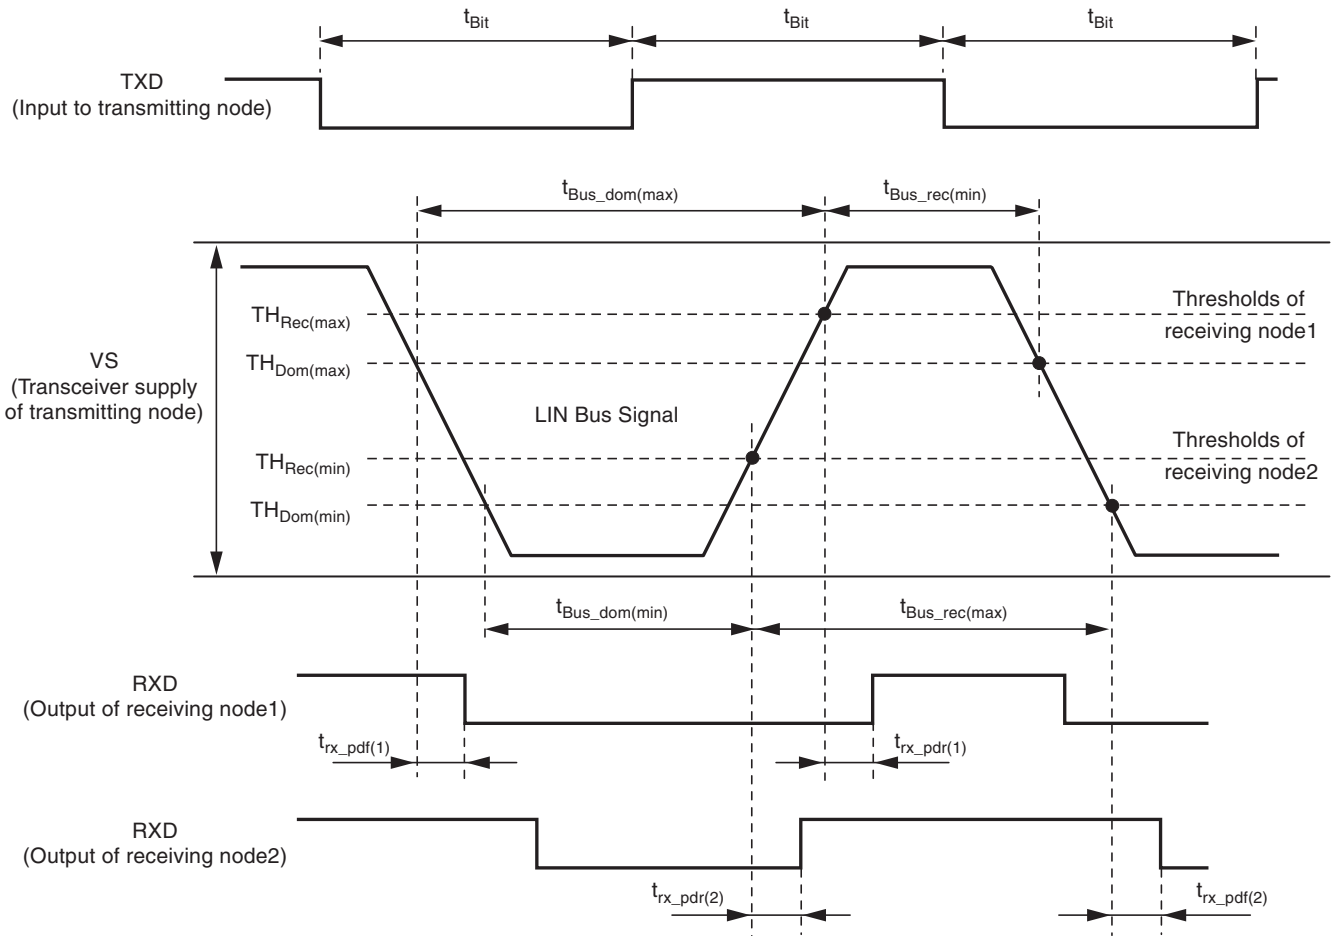 tBit tBit tBit
TXD
(Input to transmitting node)
tBus_dom(max) tBus_rec(min)
THRec(max)
Thresholds of
receiving node1
THDom(max)
VS
(Transceiver supply
of transmitting node)
LIN Bus Signal
THRec(min)
Thresholds of
receiving node2
THDom(min)
tBus_dom(min) tBus_rec(max)
RXD
(Output of receiving node1)
trx_pdf(1) trx_pdr(1)
RXD
(Output of receiving node2)
trx_pdr(2) trx_pdf(2)